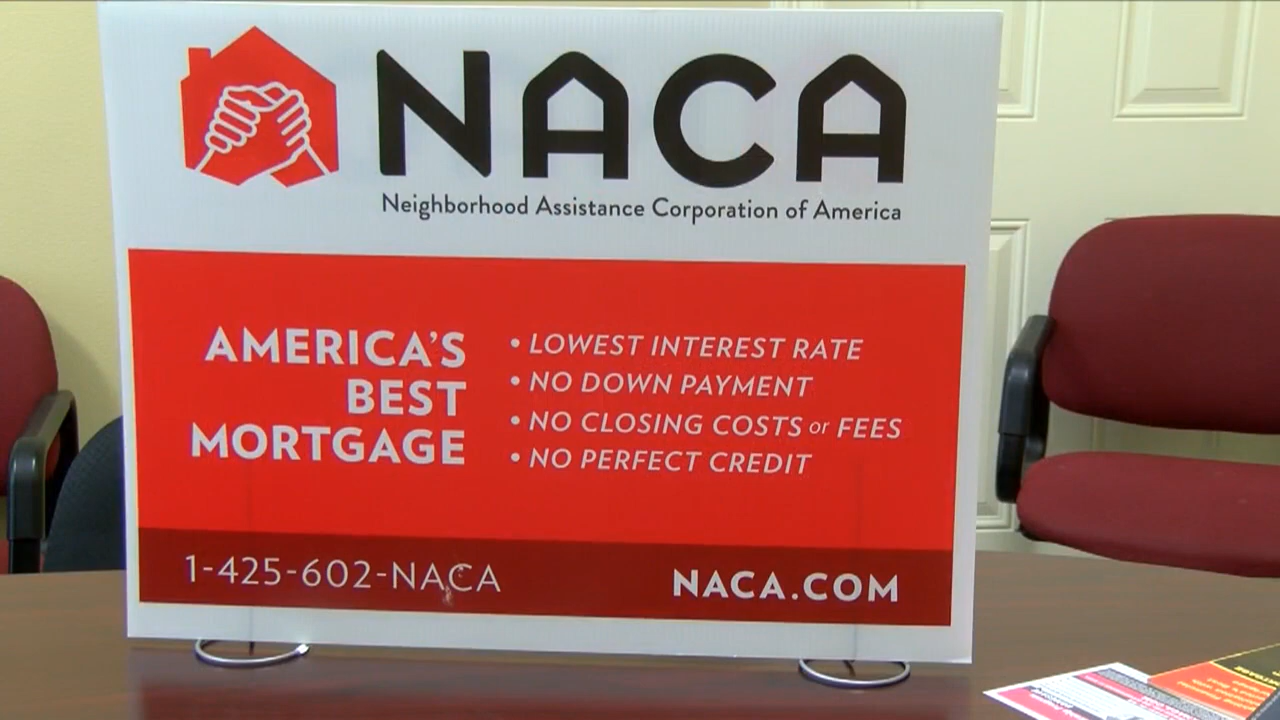 NACA
Neighborhood Assistance Corporation of America
AMERICA'S
BEST
MORTGAGE
• LOWEST INTEREST RATE
• NO DOWN PAYMENT
• NO CLOSING COSTS or FEES
• NO PERFECT CREDIT
1-425-602-NACA
NACA.COM